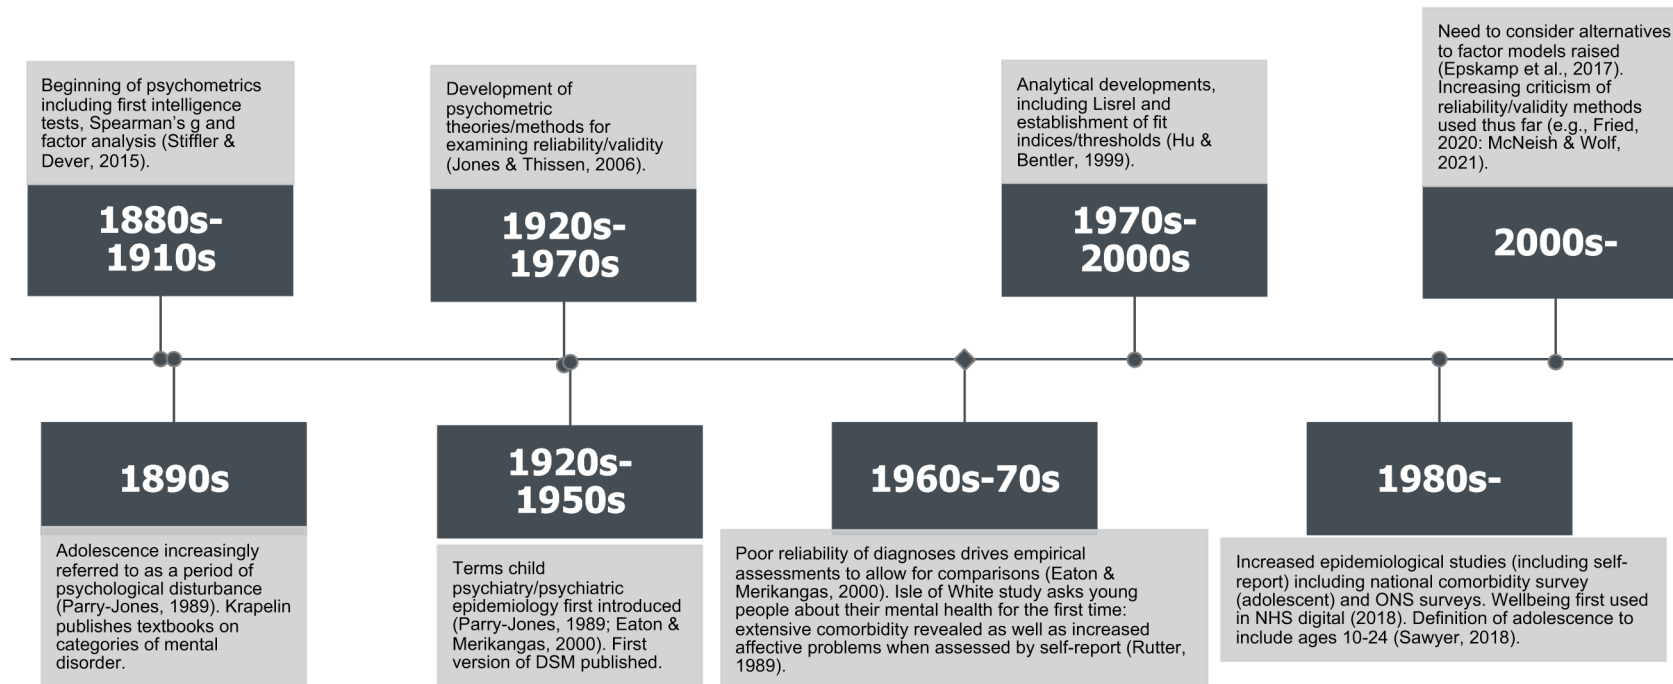 Beginning of psychometrics
including first intelligence
tests, Spearman's g and
factor analysis (Stiffler &
Dever, 2015).
1880s-
1910s
Development of
psychometric
theories/methods for
examining reliability/validity
(Jones & Thissen, 2006).
1920s-
1970s
Analytical developments,
including Lisrel and
establishment of fit
indices/thresholds (Hu &
Bentler, 1999).
1970s-
2000s
Need to consider alternatives
to factor models raised
(Epskamp et al., 2017).
Increasing criticism of
reliability/validity methods
used thus far (e.g., Fried,
2020: McNeish & Wolf,
2021).
2000s-
1890s
Adolescence increasingly
referred to as a period of
psychological disturbance
(Parry-Jones, 1989). Krapelin
publishes textbooks on
categories of mental
disorder.
1920s-
1950s
Terms child
psychiatry/psychiatric
epidemiology first introduced
(Parry-Jones, 1989; Eaton &
Merikangas, 2000). First
version of DSM published.
1960s-70s
Poor reliability of diagnoses drives empirical
assessments to allow for comparisons (Eaton &
Merikangas, 2000). Isle of White study asks young
people about their mental health for the first time:
extensive comorbidity revealed as well as increased
affective problems when assessed by self-report (Rutter,
1989).
1980s-
Increased epidemiological studies (including self-
report) including national comorbidity survey
(adolescent) and ONS surveys. Wellbeing first used
in NHS digital (2018). Definition of adolescence to
include ages 10-24 (Sawyer, 2018).